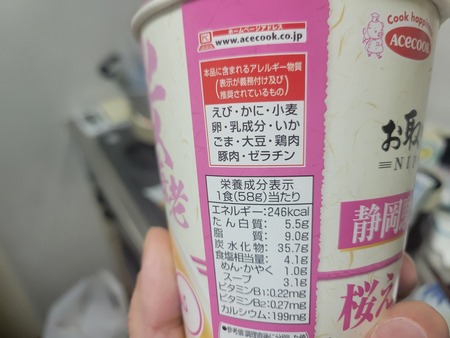 ホームページアドレス
www.acecook.co.jp
本品に含まれるアレルギー物質
(表示が義務付け及び
推奨されているもの)
えび・かに・小麦
卵・乳成分・いか
ごま・大豆・鶏肉
豚肉・ゼラチン
栄養成分表示
1食(58g)当たり
エネルギー:246kcal
たん白質: 5.5g
脂質: 9.0g
炭水化物: 35.7g
食塩相当量: 4.1g
めん・かやく 1.0g
スープ 3.1g
ビタミンB1:0.22mg
ビタミンB2:0.27mg
カルシウム:199mg
Cook happi
ACECOOK
お取
NIP
静岡
桜え
老